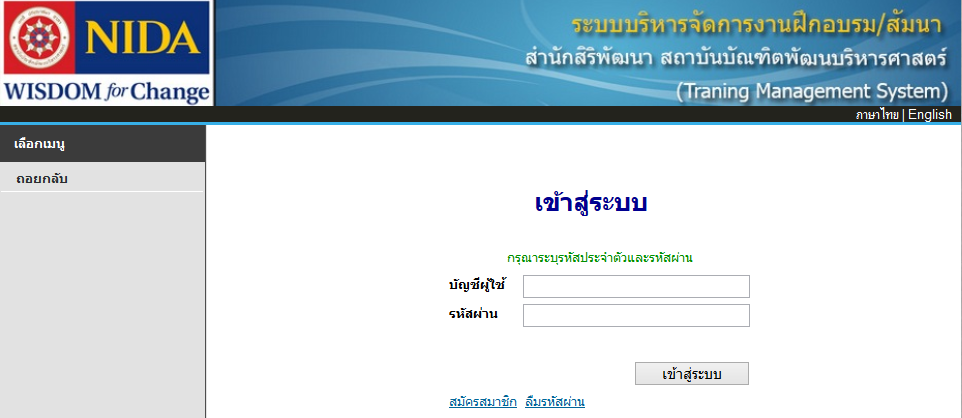 NIDA
WISDOM for Change
ระบบบริหารจัดการงานฝึกอบรม/สัมนา
สำนักสิริพัฒนา สถาบันบัณฑิตพัฒนบริหารศาสตร์
(Traning Management System)
ภาษาไทย | English
เลือกเมนู
ถอยกลับ
เข้าสู่ระบบ
กรุณาระบุรหัสประจำตัวและรหัสผ่าน
บัญชีผู้ใช้
รหัสผ่าน
เข้าสู่ระบบ
สมัครสมาชิก ลืมรหัสผ่าน